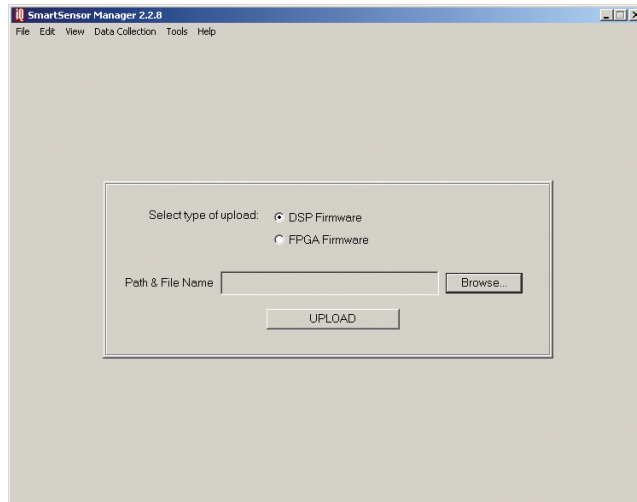 SmartSensor Manager 2.2.8
File Edit View Data Collection Tools Help
Select type of upload: DSP Firmware
FPGA Firmware
Path & File Name Browse...
UPLOAD